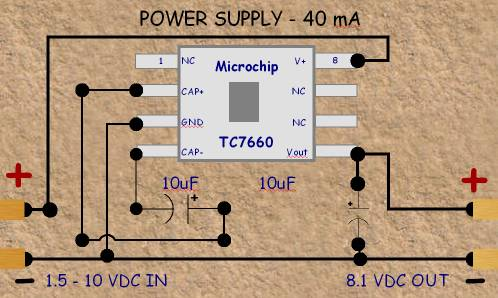 POWER SUPPLY - 40 mA
1 NC Microchip V+ 8
CAP+ NC
GND NC
CAP- TC7660 Vout
10uF 10uF
+ +
+ +
- 1.5 - 10 VDC IN 8.1 VDC OUT -